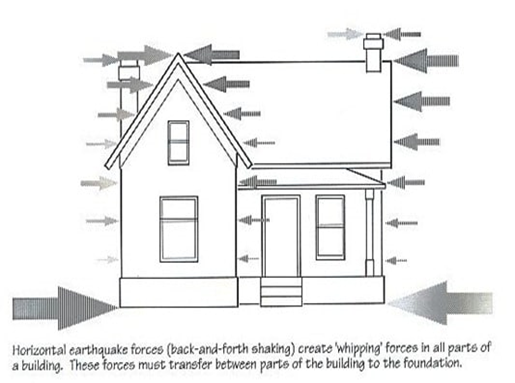 Horizontal earthquake forces (back-and-forth shaking) create 'whipping' forces in all parts of
a building. These forces must transfer between parts of the building to the foundation.